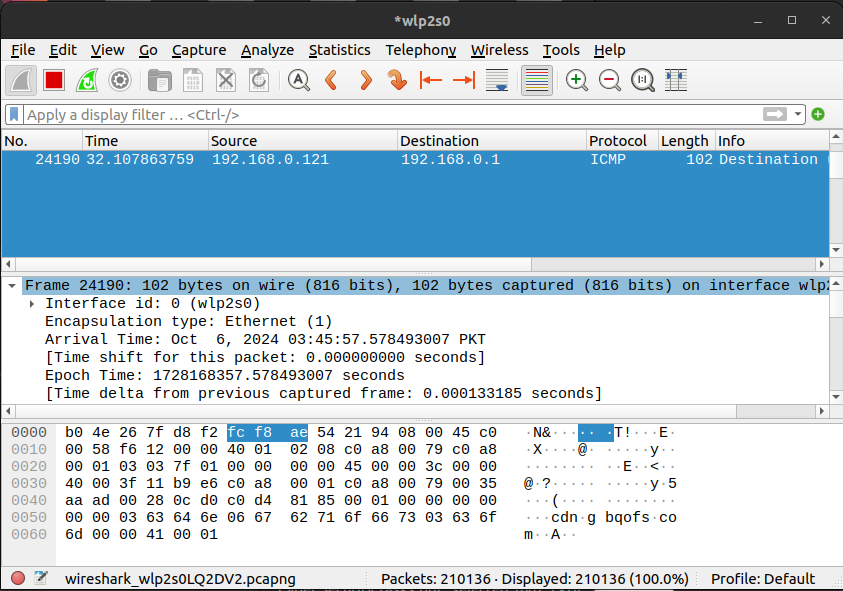 *wlp2s0
File Edit View Go Capture Analyze Statistics Telephony Wireless Tools Help
Apply a display filter … <Ctrl-/>
No. Time Source Destination Protocol Length Info
24190 32.107863759 192.168.0.121 192.168.0.1 ICMP 102 Destination
Frame 24190: 102 bytes on wire (816 bits), 102 bytes captured (816 bits) on interface wlp2
Interface id: 0 (wlp2s0)
Encapsulation type: Ethernet (1)
Arrival Time: Oct  6, 2024 03:45:57.578493007 PKT
[Time shift for this packet: 0.000000000 seconds]
Epoch Time: 1728168357.578493007 seconds
[Time delta from previous captured frame: 0.000133185 seconds]
0000 b0 4e 26 7f d8 f2 fc f8 ae 54 21 94 08 00 45 c0 ·N&··· ···T!···E·
0010 00 58 f6 12 00 00 40 01 02 08 c0 a8 00 79 c0 a8 ·X····@· ·····y··
0020 00 01 03 03 7f 01 00 00 00 00 45 00 00 3c 00 00 ········ ··E··<··
0030 40 00 3f 11 b9 e6 c0 a8 00 01 c0 a8 00 79 00 35 @·?····· ·····y·5
0040 aa ad 00 28 0c d0 c0 d4 81 85 00 01 00 00 00 00 ···(···· ········
0050 00 00 03 63 64 6e 06 67 62 71 6f 66 73 03 63 6f ···cdn·g bqofs·co
0060 6d 00 00 41 00 01 m··A··
wireshark_wlp2s0LQ2DV2.pcapng Packets: 210136 · Displayed: 210136 (100.0%) Profile: Default